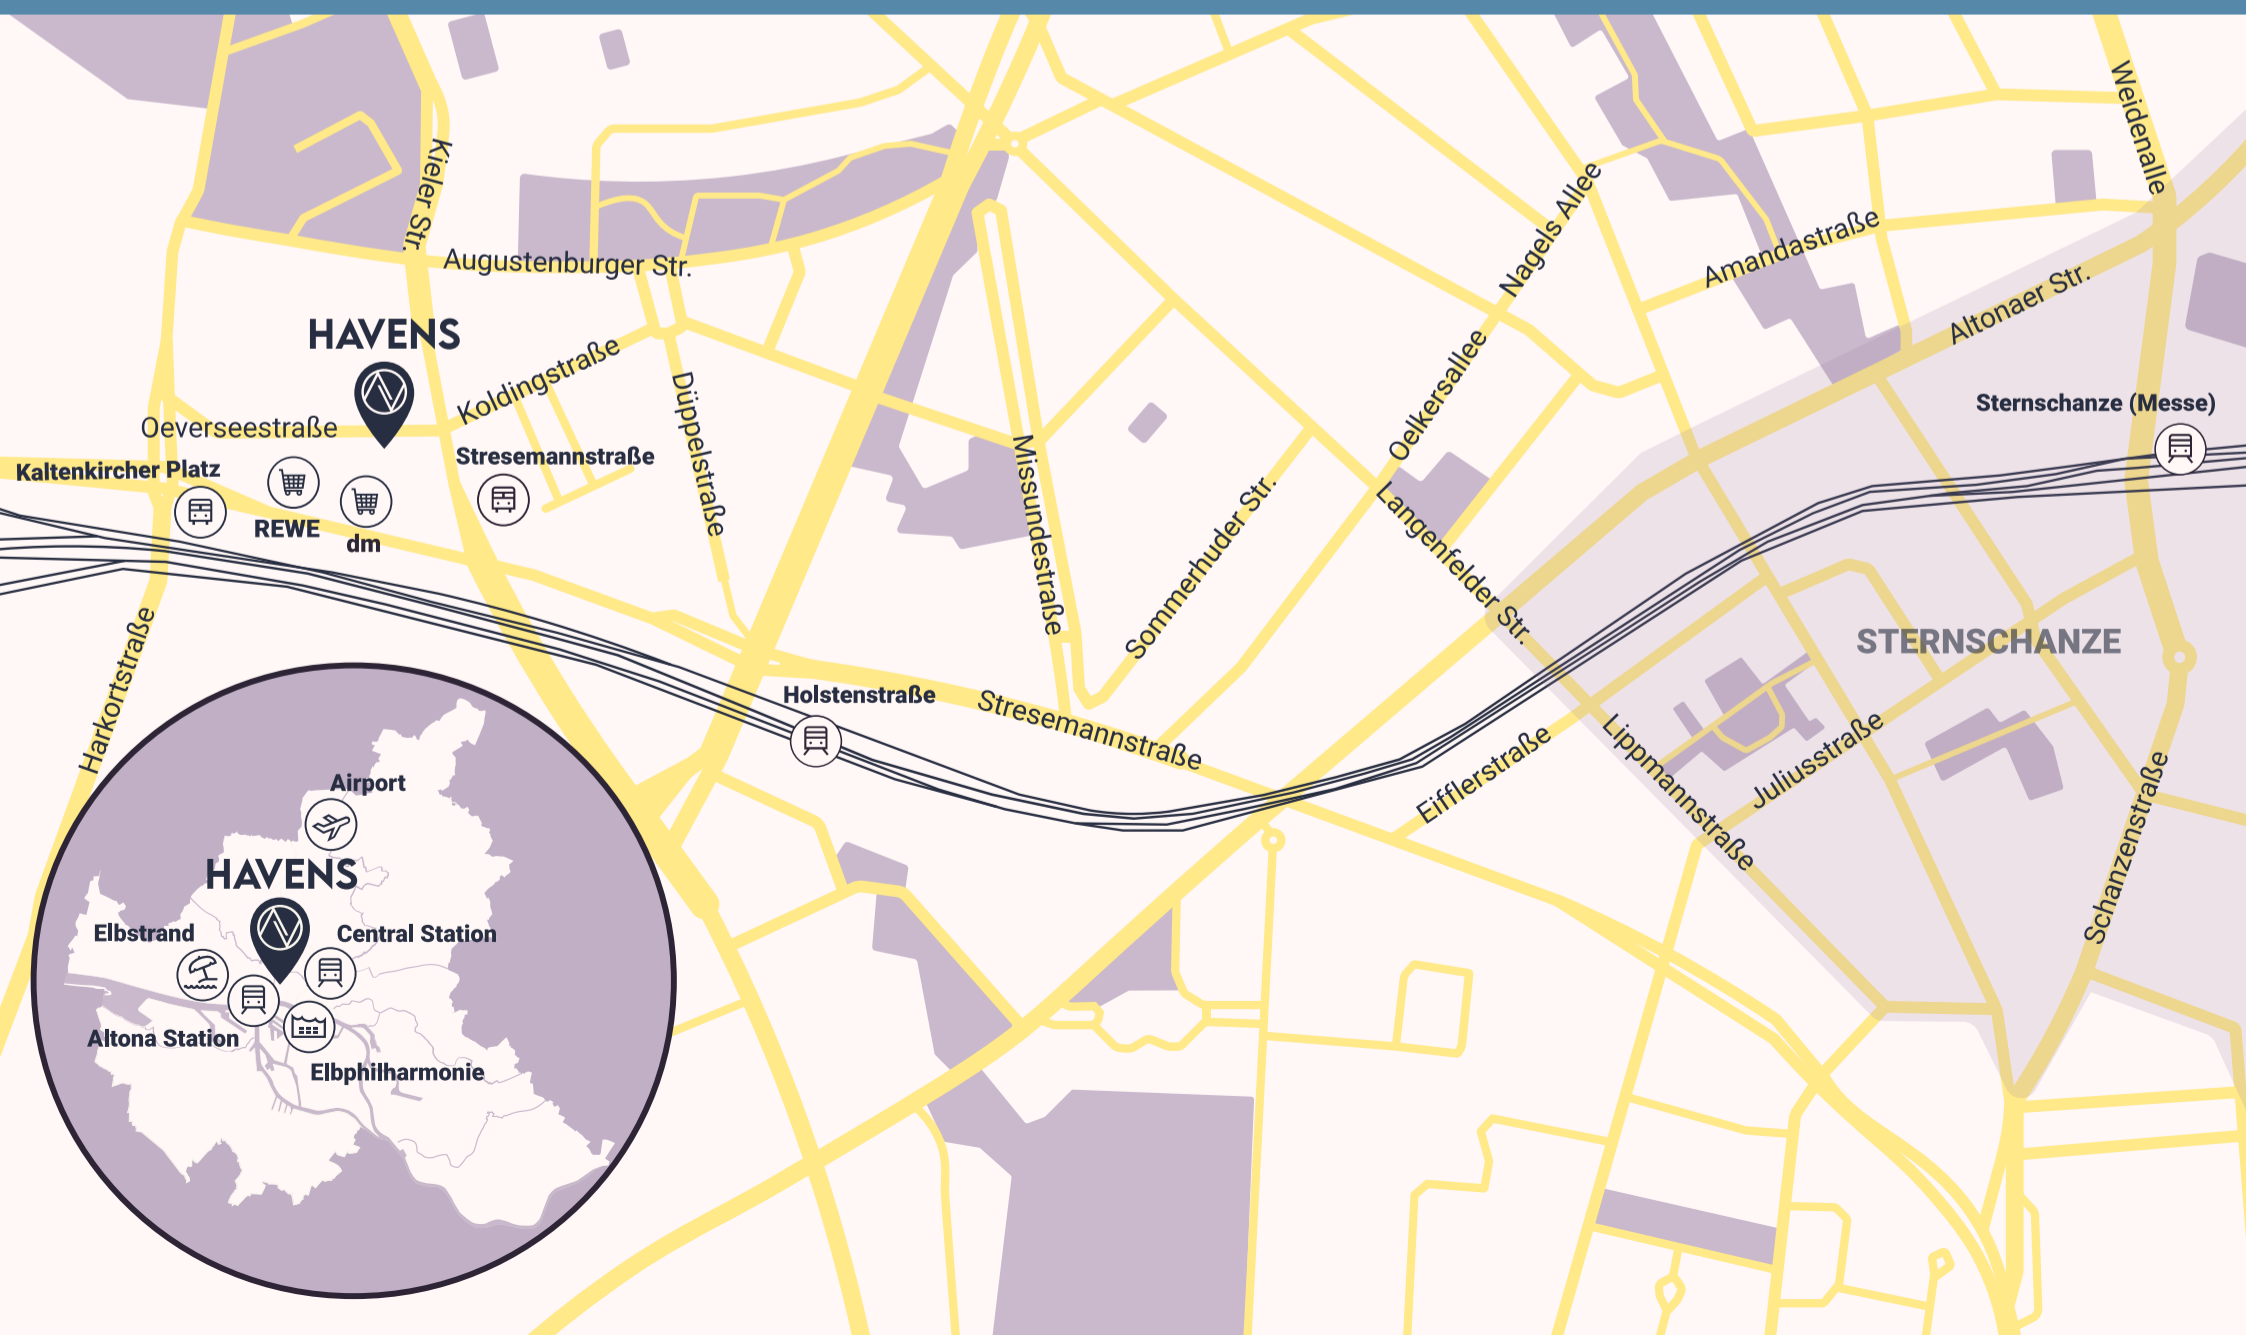 Weidenalle
Kieler Str.
Nagels Allee
Amandastraße
Augustenburger Str.
Altonaer Str.
HAVENS
Koldingstraße
Oelkersallee
Düppelstraße
Sternschanze (Messe)
Oeverseestraße
Stresemannstraße
Kaltenkircher Platz
Missundestraße
Sommerhuder Str.
Langenfelder Str.
REWE
dm
STERNSCHANZE
Harkortstraße
Holstenstraße
Stresemannstraße
Eifflerstraße
Lippmannstraße
Juliusstraße
Schanzenstraße
Airport
HAVENS
Elbstrand
Central Station
Altona Station
Elbphilharmonie